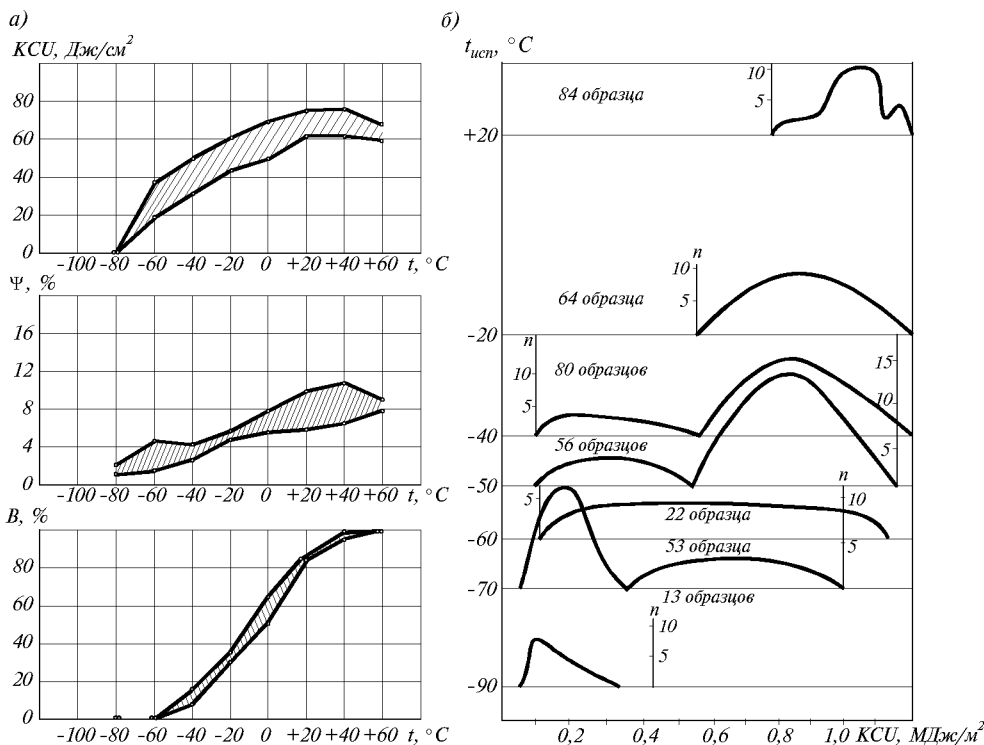 а)
KCU, Дж/см²
80
60
40
20
0
-100 -80 -60 -40 -20 0 +20 +40 +60 t, °C
Ψ, %
16
12
8
4
0
-100 -80 -60 -40 -20 0 +20 +40 +60 t, °C
B, %
80
60
40
20
0
-100 -80 -60 -40 -20 0 +20 +40 +60 t, °C
б)
tисп, °C
10
5
84 образца
+20
n
10
5
64 образца
-20
n
10
5
80 образцов
15
10
5
-40
56 образцов
-50
5
10
5
22 образца
-60
53 образца
-70
13 образцов
n
10
5
-90
0,2 0,4 0,6 0,8 1,0 KCU, МДж/м²